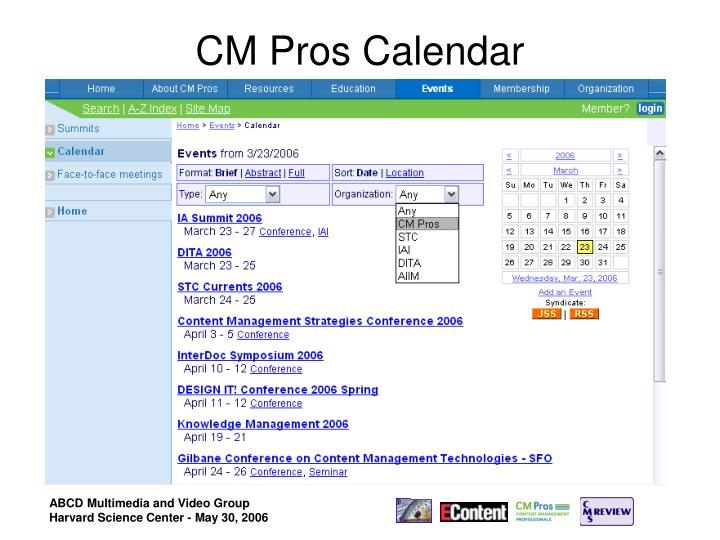 CM Pros Calendar
Home About CM Pros Resources Education Events Membership Organization
Search | A-Z Index | Site Map Member? login
Summits
Calendar
Face-to-face meetings
Home
Home > Events > Calendar
Events from 3/23/2006
Format: Brief | Abstract | Full Sort: Date | Location
Type: Any Organization: Any
Any
CM Pros
STC
IAI
DITA
AIIM
IA Summit 2006
March 23 - 27 Conference, IAI
DITA 2006
March 23 - 25
STC Currents 2006
March 24 - 25
Content Management Strategies Conference 2006
April 3 - 5 Conference
InterDoc Symposium 2006
April 10 - 12 Conference
DESIGN IT! Conference 2006 Spring
April 11 - 12 Conference
Knowledge Management 2006
April 19 - 21
Gilbane Conference on Content Management Technologies - SFO
April 24 - 26 Conference, Seminar
< 2006 >
< March >
Su Mo Tu We Th Fr Sa
1 2 3 4
5 6 7 8 9 10 11
12 13 14 15 16 17 18
19 20 21 22 23 24 25
26 27 28 29 30 31
Wednesday, Mar. 23, 2006
Add an Event
Syndicate:
JSS | RSS
ABCD Multimedia and Video Group
Harvard Science Center - May 30, 2006
EContent
CM Pros
CONTENT MANAGEMENT
PROFESSIONALS
CMS REVIEW